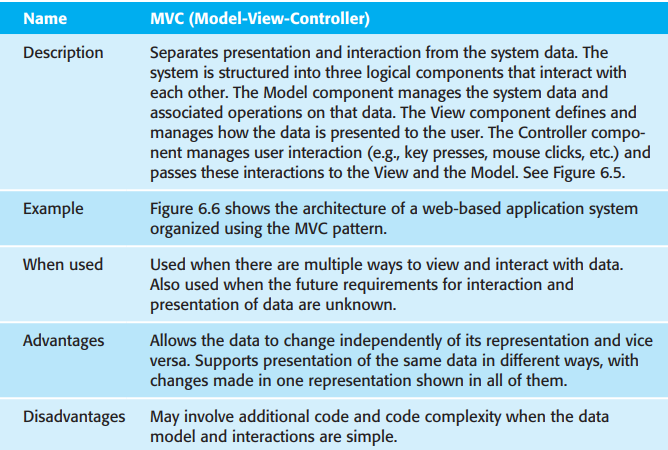 Name MVC (Model-View-Controller)
Description Separates presentation and interaction from the system data. The
system is structured into three logical components that interact with
each other. The Model component manages the system data and
associated operations on that data. The View component defines and
manages how the data is presented to the user. The Controller compo-
nent manages user interaction (e.g., key presses, mouse clicks, etc.) and
passes these interactions to the View and the Model. See Figure 6.5.
Example Figure 6.6 shows the architecture of a web-based application system
organized using the MVC pattern.
When used Used when there are multiple ways to view and interact with data.
Also used when the future requirements for interaction and
presentation of data are unknown.
Advantages Allows the data to change independently of its representation and vice
versa. Supports presentation of the same data in different ways, with
changes made in one representation shown in all of them.
Disadvantages May involve additional code and code complexity when the data
model and interactions are simple.